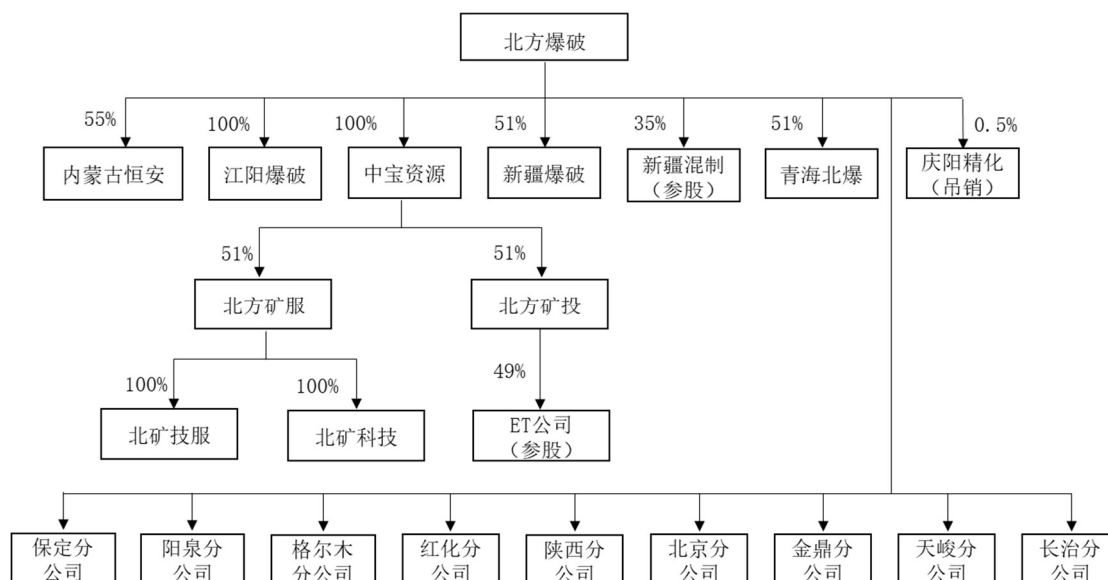 北方爆破
55%
100%
100%
51%
35%
51%
0.5%
内蒙古恒安
江阳爆破
中宝资源
新疆爆破
新疆混制
（参股）
青海北爆
庆阳精化
（吊销）
51%
51%
北方矿服
北方矿投
100%
100%
49%
北矿技服
北矿科技
ET公司
（参股）
保定分
公司
阳泉分
公司
格尔木
分公司
红化分
公司
陕西分
公司
北京分
公司
金鼎分
公司
天峻分
公司
长治分
公司